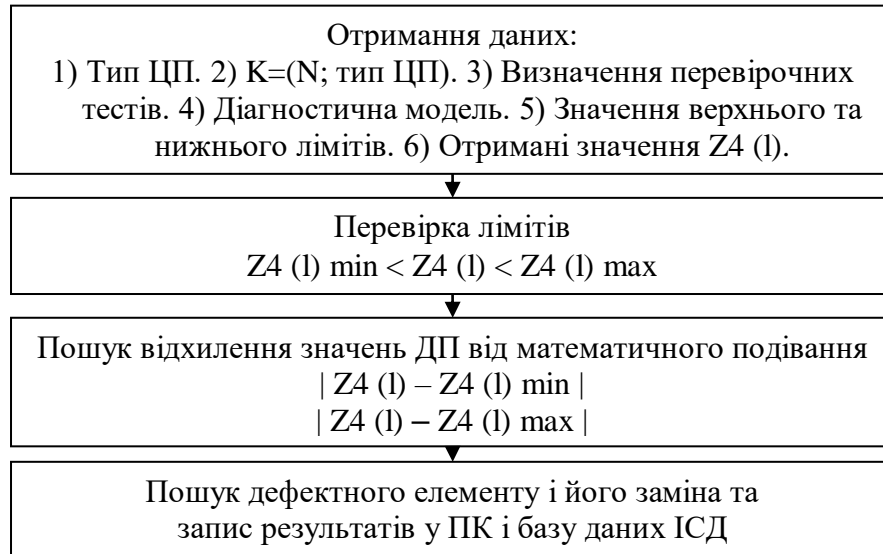 Отримання даних:
1) Тип ЦП. 2) K=(N; тип ЦП). 3) Визначення перевірочних
тестів. 4) Діагностична модель. 5) Значення верхнього та
нижнього лімітів. 6) Отримані значення Z4 (l).
Перевірка лімітів
Z4 (l) min < Z4 (l) < Z4 (l) max
Пошук відхилення значень ДП від математичного подівання
| Z4 (l) – Z4 (l) min |
| Z4 (l) – Z4 (l) max |
Пошук дефектного елементу і його заміна та
запис результатів у ПК і базу даних ІСД